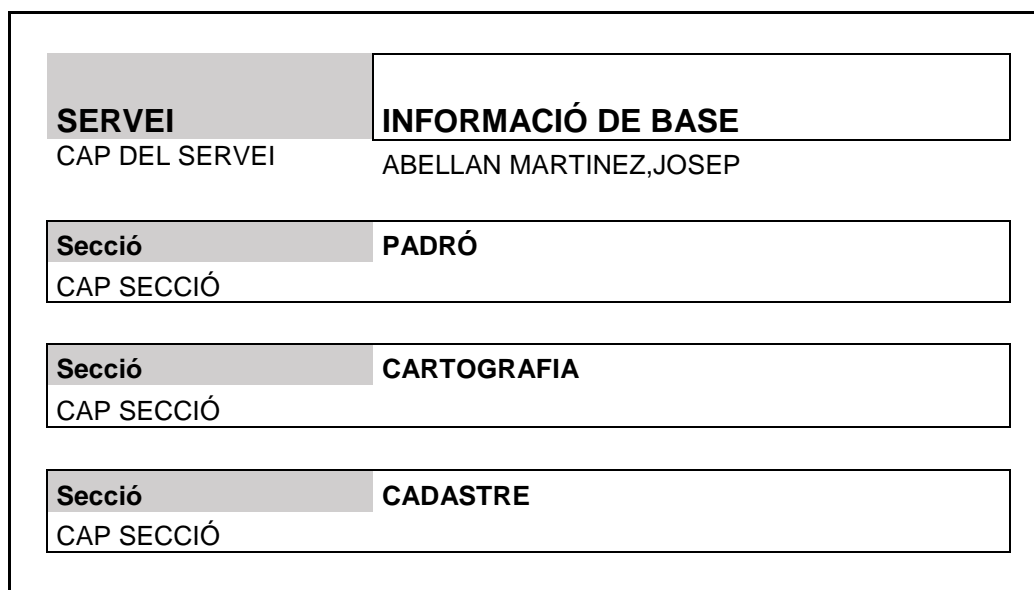 SERVEI INFORMACIÓ DE BASE
CAP DEL SERVEI ABELLAN MARTINEZ,JOSEP
Secció PADRÓ
CAP SECCIÓ
Secció CARTOGRAFIA
CAP SECCIÓ
Secció CADASTRE
CAP SECCIÓ